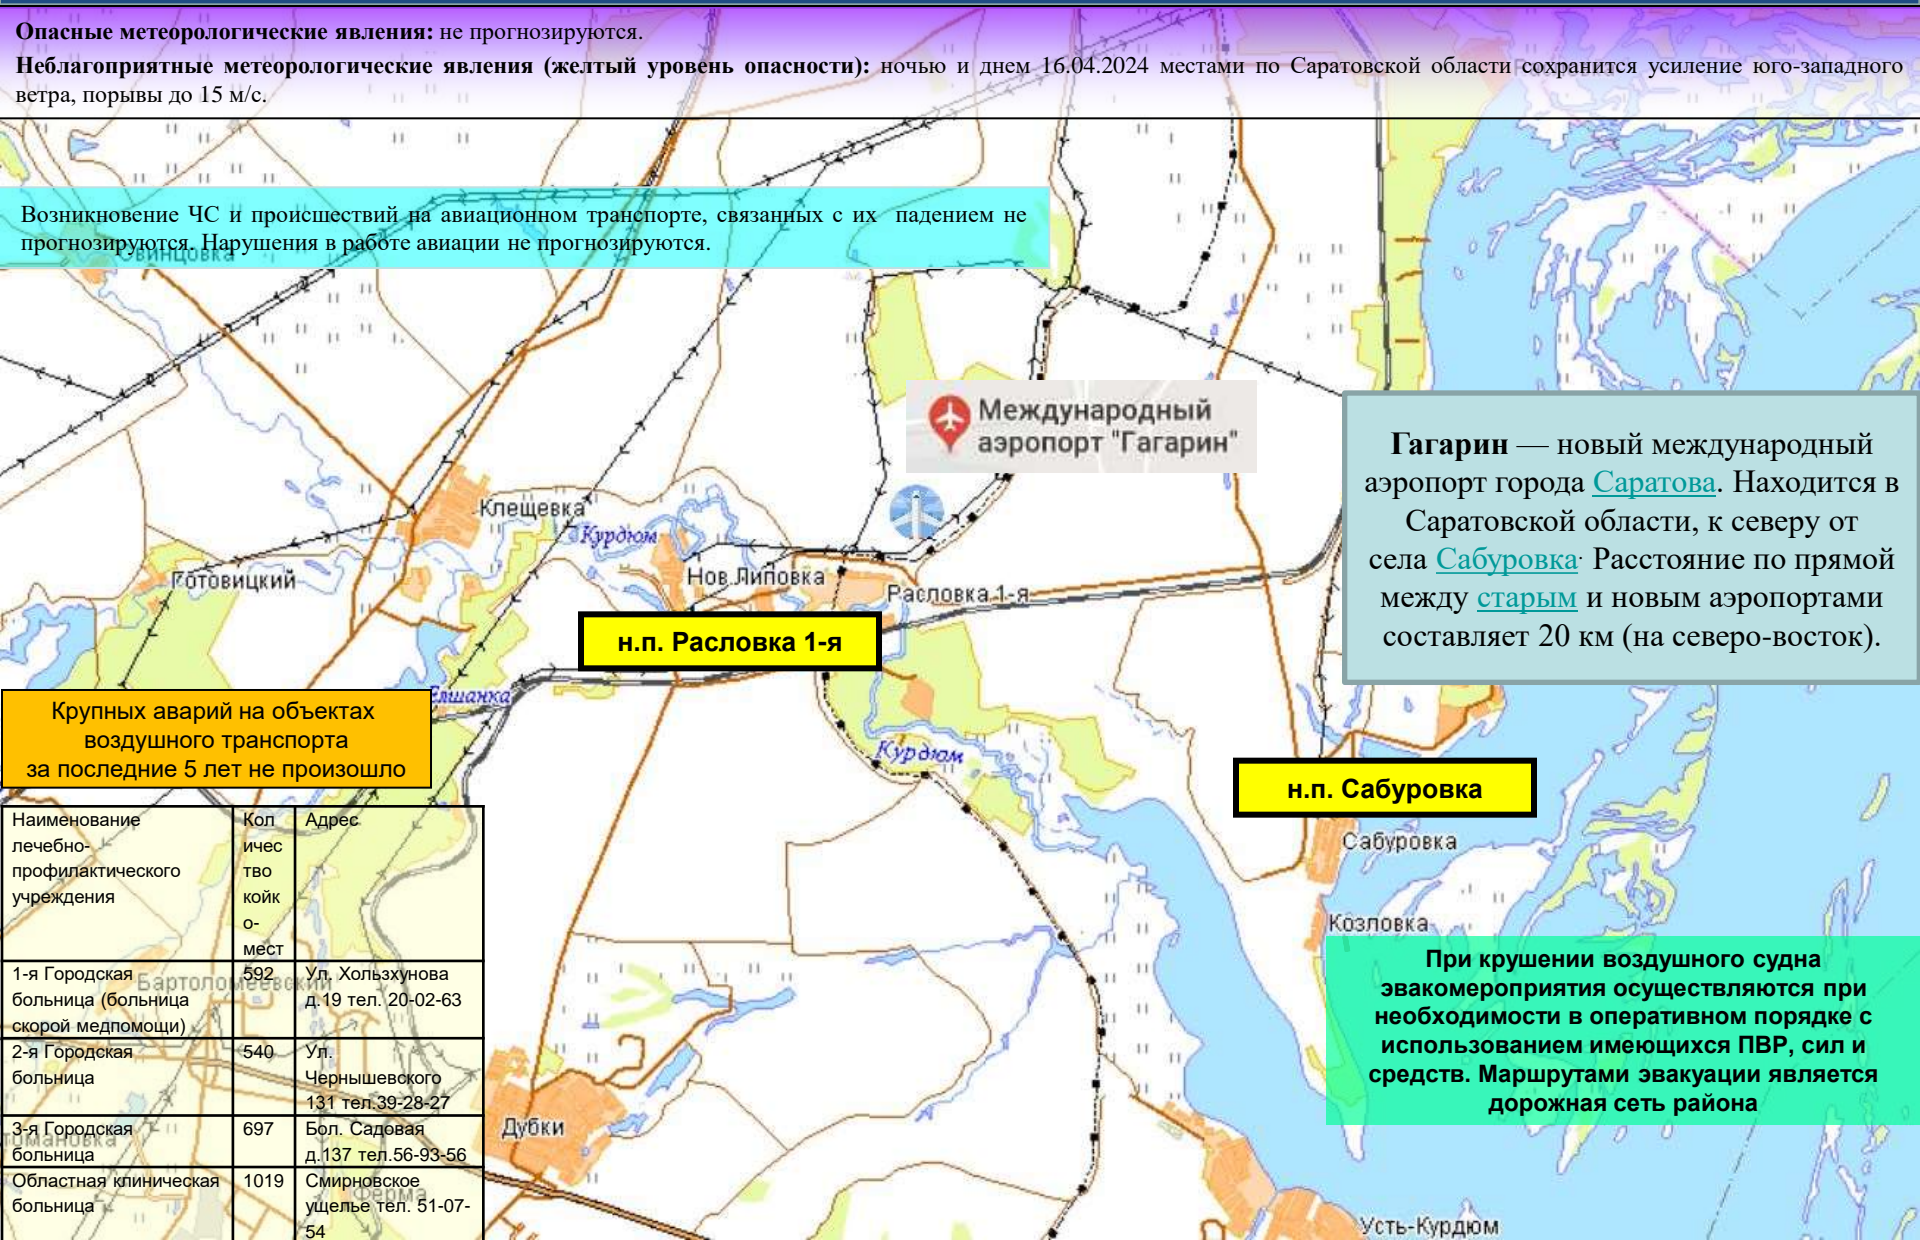 Опасные метеорологические явления: не прогнозируются.
Неблагоприятные метеорологические явления (желтый уровень опасности): ночью и днем 16.04.2024 местами по Саратовской области сохранится усиление юго-западного
ветра, порывы до 15 м/с.
Возникновение ЧС и происшествий на авиационном транспорте, связанных с их падением не
прогнозируются. Нарушения в работе авиации не прогнозируются.
Международный
аэропорт "Гагарин"
Гагарин — новый международный
аэропорт города Саратова. Находится в
Саратовской области, к северу от
села Сабуровка. Расстояние по прямой
между старым и новым аэропортами
составляет 20 км (на северо-восток).
Клещевка
Курдюм
Готовицкий
Нов.Липовка
Расловка 1-я
н.п. Расловка 1-я
Елшанка
Крупных аварий на объектах
воздушного транспорта
за последние 5 лет не произошло
Курдюм
н.п. Сабуровка
Сабуровка
Козловка
Наименование
лечебно-
профилактического
учреждения
Кол
ичес
тво
койк
о-
мест
Адрес
1-я Городская
больница (больница
скорой медпомощи)
592
Ул. Хользхунова
д.19 тел. 20-02-63
2-я Городская
больница
540
Ул.
Чернышевского
131 тел.39-28-27
3-я Городская
больница
697
Бол. Садовая
д.137 тел.56-93-56
Областная клиническая
больница
1019
Смирновское
ущелье тел. 51-07-
54
Бартоломеевский
Ферма
Дубки
При крушении воздушного судна
эвакомероприятия осуществляются при
необходимости в оперативном порядке с
использованием имеющихся ПВР, сил и
средств. Маршрутами эвакуации является
дорожная сеть района
Усть-Курдюм